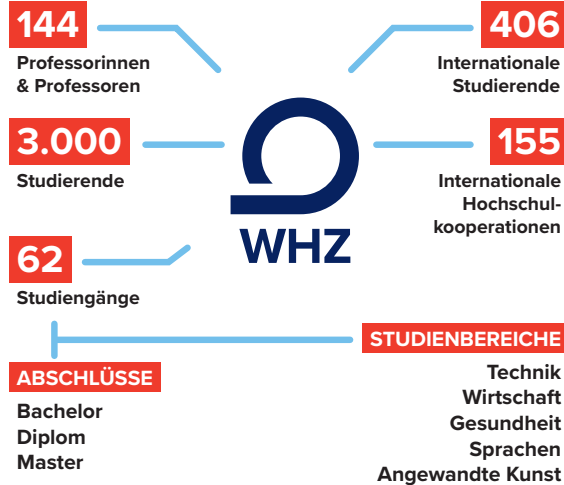 144
Professorinnen
& Professoren
406
Internationale
Studierende
3.000
Studierende
155
Internationale
Hochschul-
kooperationen
WHZ
62
Studiengänge
ABSCHLÜSSE
Bachelor
Diplom
Master
STUDIENBEREICHE
Technik
Wirtschaft
Gesundheit
Sprachen
Angewandte Kunst